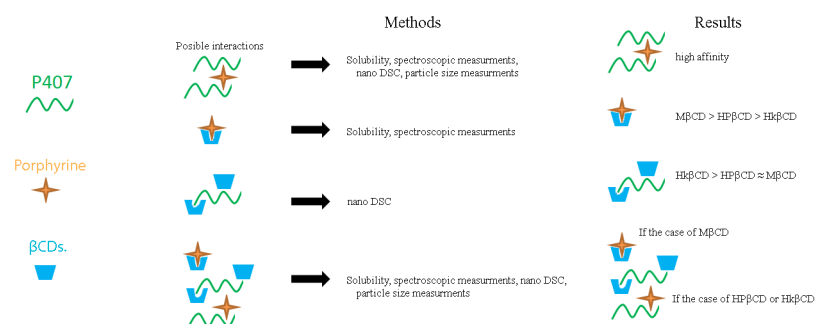 Methods
Results
Posible interactions
Solubility, spectroscopic measurments,
nano DSC, particle size measurments
high affinity
P407
Solubility, spectroscopic measurments
MβCD > HPβCD > HkβCD
Porphyrine
nano DSC
HkβCD > HPβCD ≈ MβCD
βCDs.
If the case of MβCD
Solubility, spectroscopic measurments, nano DSC,
particle size measurments
If the case of HPβCD or HkβCD